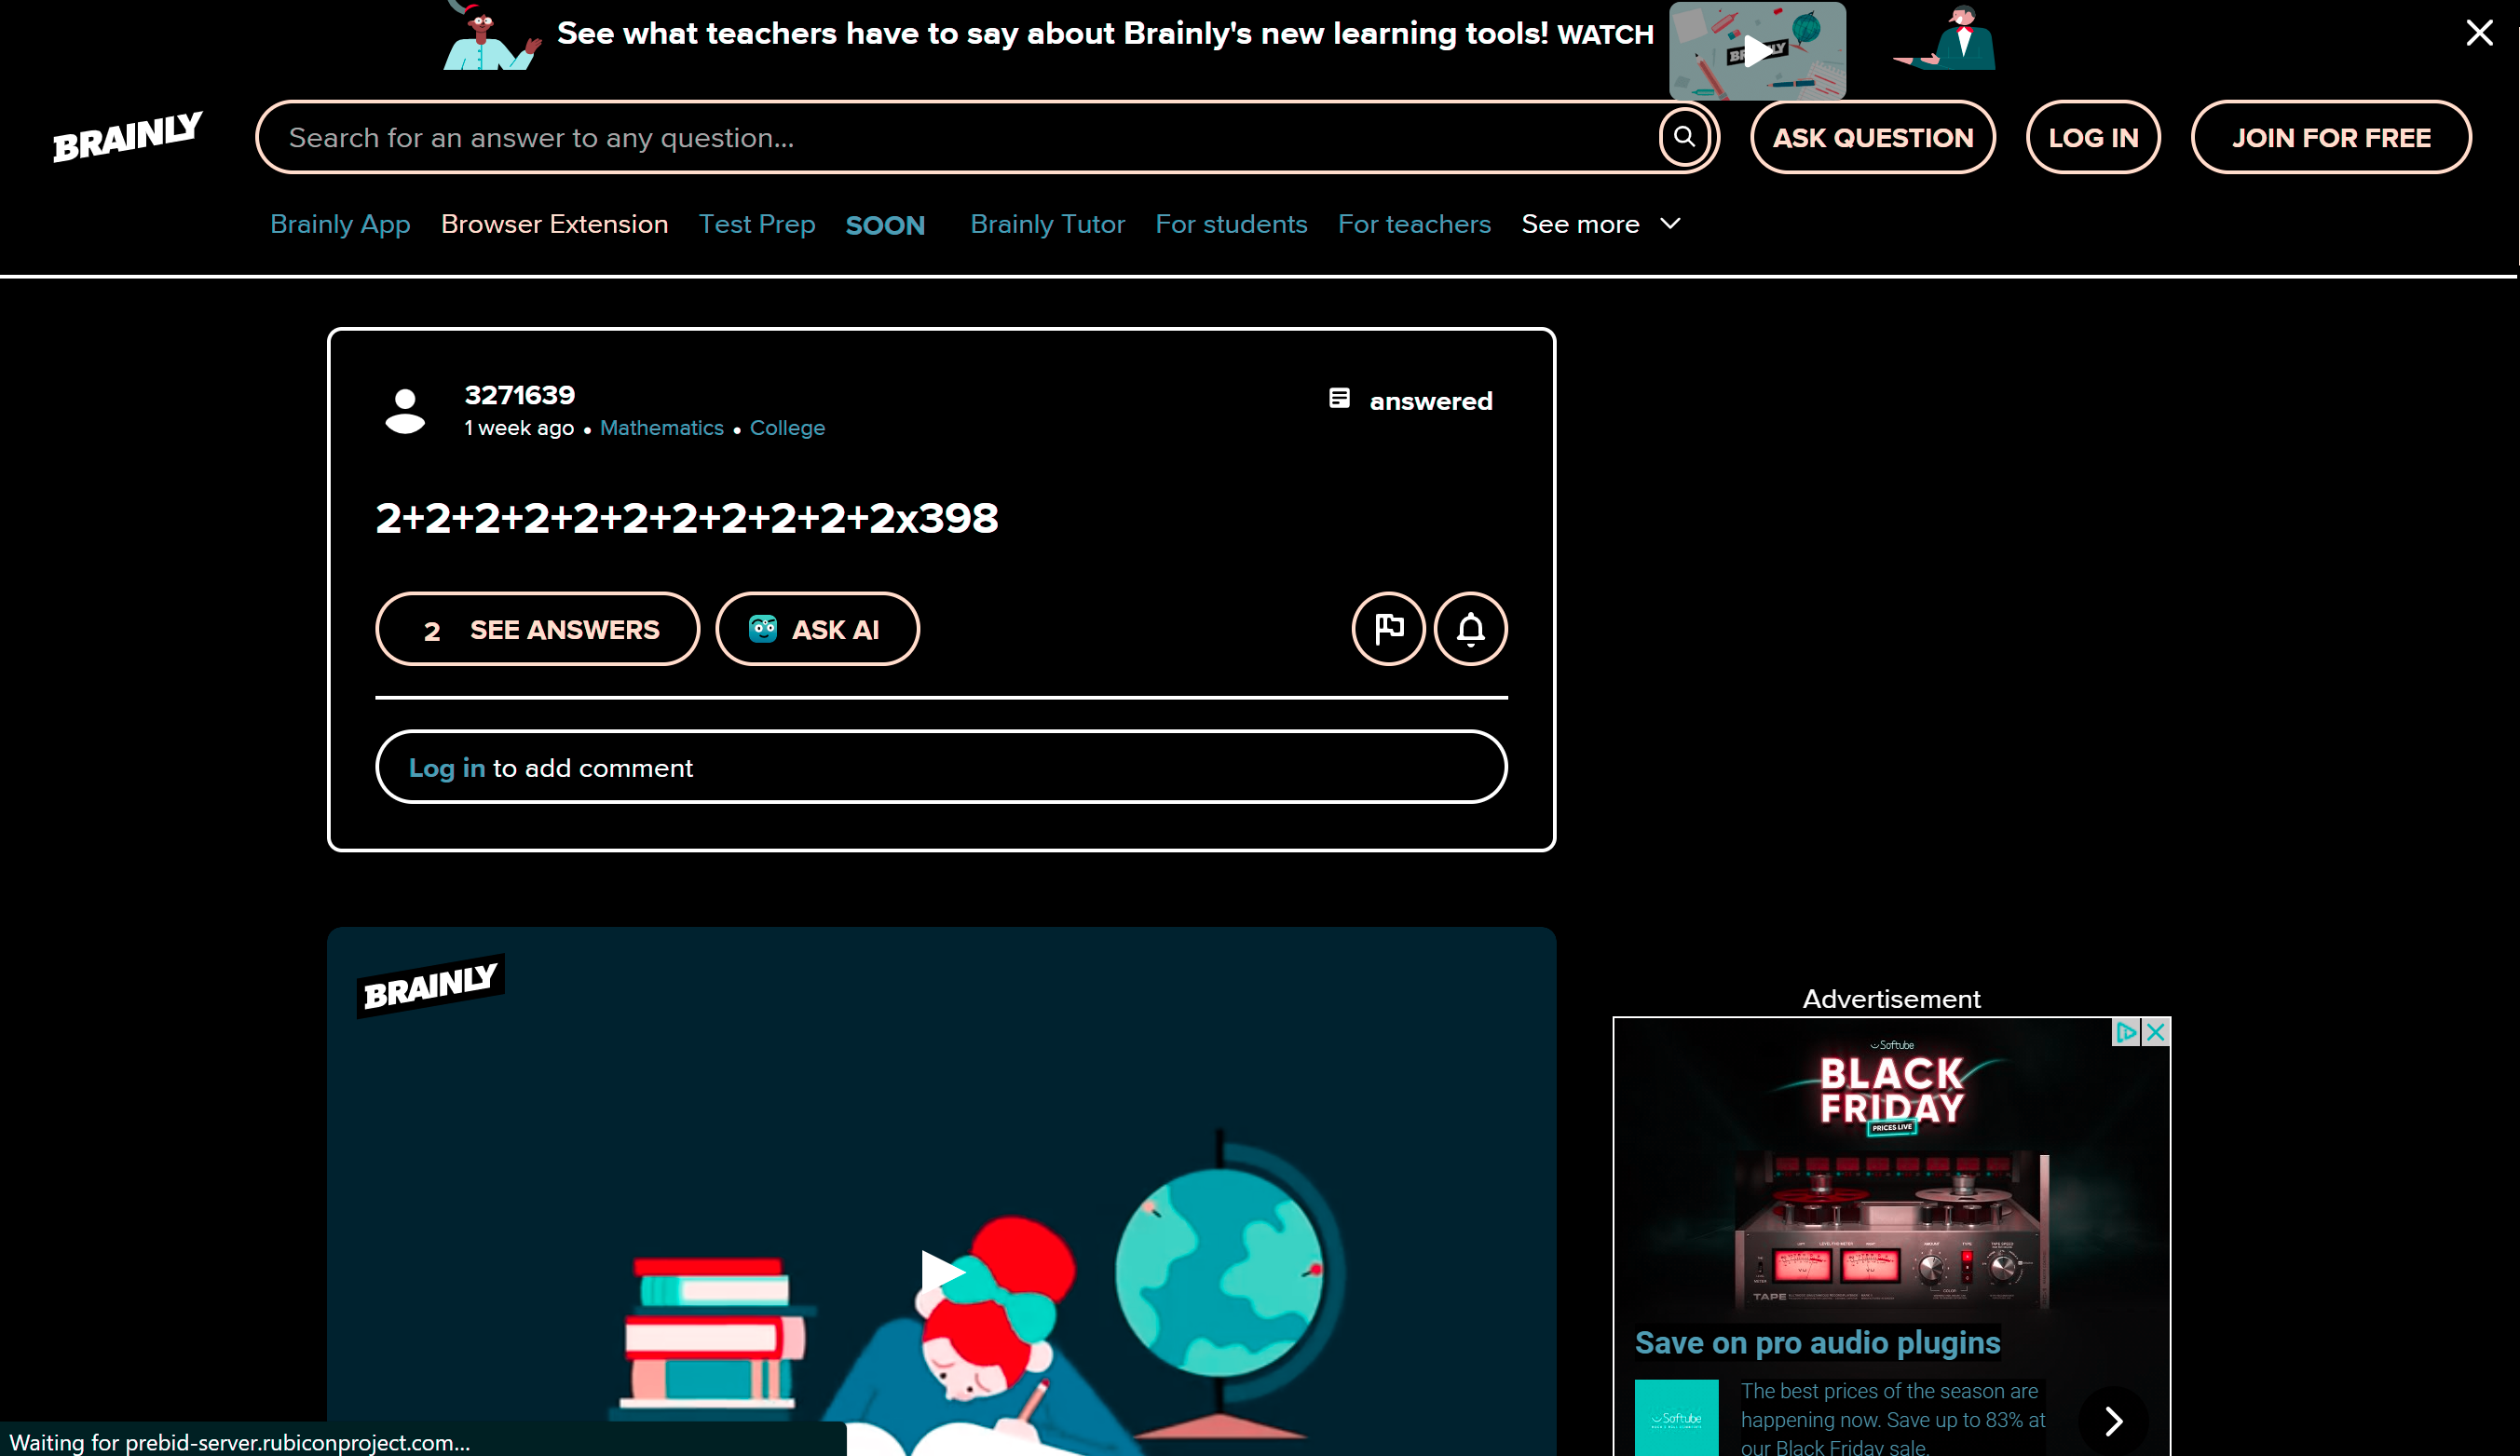 See what teachers have to say about Brainly's new learning tools! WATCH
BRAINLY
BRAINLY
Search for an answer to any question...
ASK QUESTION
LOG IN
JOIN FOR FREE
Brainly App
Browser Extension
Test Prep
SOON
Brainly Tutor
For students
For teachers
See more
3271639
1 week ago • Mathematics • College
answered
2+2+2+2+2+2+2+2+2+2+2x398
2 SEE ANSWERS
ASK AI
Log in to add comment
BRAINLY
Advertisement
Softube
BLACK
FRIDAY
PRICES LIVE
TAPE
Save on pro audio plugins
Softube
The best prices of the season are
happening now. Save up to 83% at
our Black Friday sale.
Waiting for prebid-server.rubiconproject.com...